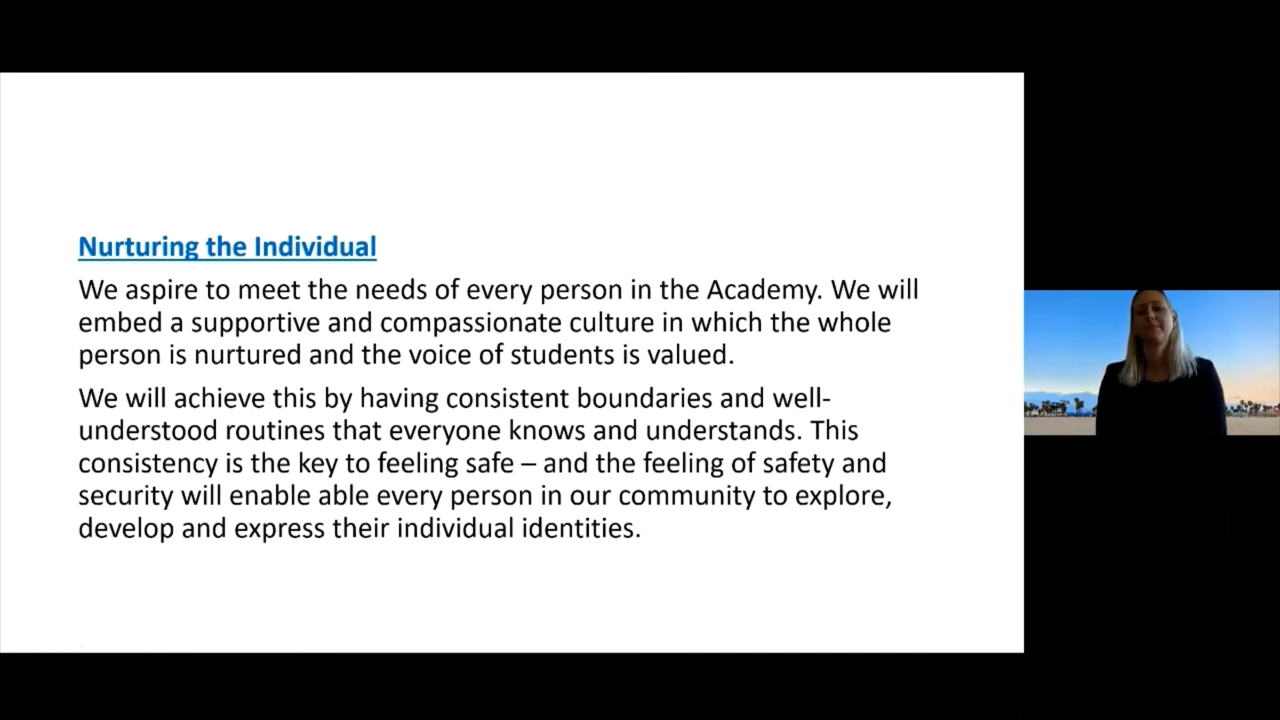 Nurturing the Individual
We aspire to meet the needs of every person in the Academy. We will
embed a supportive and compassionate culture in which the whole
person is nurtured and the voice of students is valued.
We will achieve this by having consistent boundaries and well-
understood routines that everyone knows and understands. This
consistency is the key to feeling safe – and the feeling of safety and
security will enable able every person in our community to explore,
develop and express their individual identities.